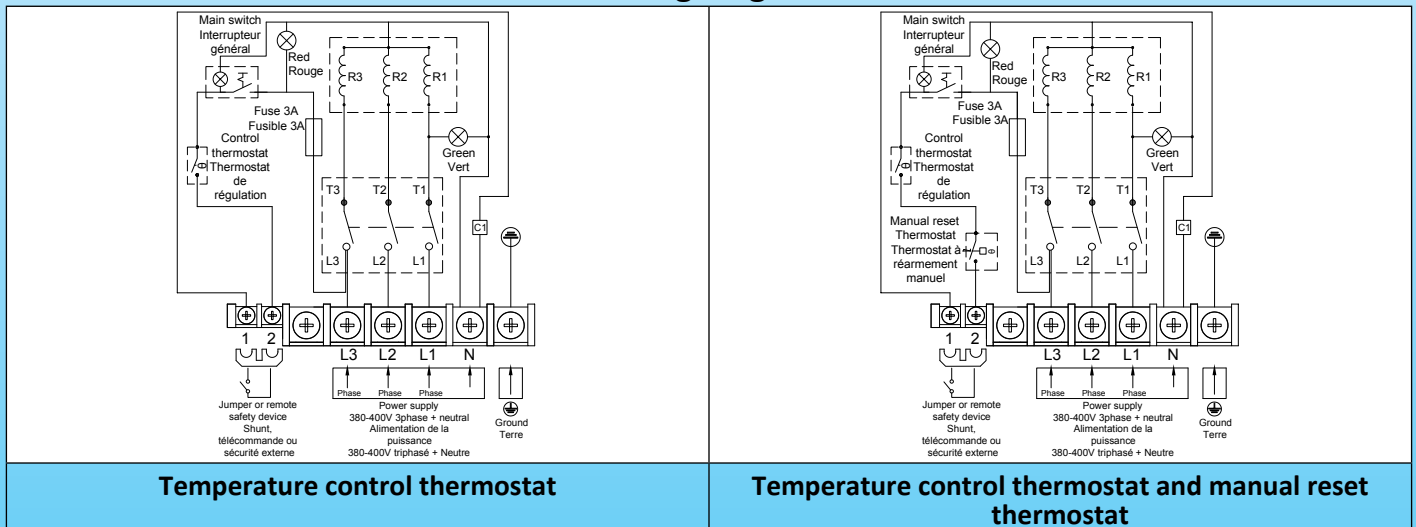 Main switch
Interrupteur
général
Red
Rouge
R3
R2
R1
Fuse 3A
Fusible 3A
Control
thermostat
Thermostat
de
régulation
Green
Vert
T3
T2
T1
C1
L3
L2
L1
1
2
L3
L2
L1
N
Phase
Phase
Phase
Jumper or remote
safety device
Shunt,
télécommande ou
sécurité externe
Power supply
380-400V 3phase + neutral
Alimentation de la
puissance
380-400V triphasé + Neutre
Ground
Terre
Temperature control thermostat
Main switch
Interrupteur
général
Red
Rouge
R3
R2
R1
Fuse 3A
Fusible 3A
Control
thermostat
Thermostat
de
régulation
Green
Vert
Manual reset
Thermostat
Thermostat à
réarmement
manuel
T3
T2
T1
C1
L3
L2
L1
1
2
L3
L2
L1
N
Phase
Phase
Phase
Jumper or remote
safety device
Shunt,
télécommande ou
sécurité externe
Power supply
380-400V 3phase + neutral
Alimentation de la
puissance
380-400V triphasé + Neutre
Ground
Terre
Temperature control thermostat and manual reset
thermostat